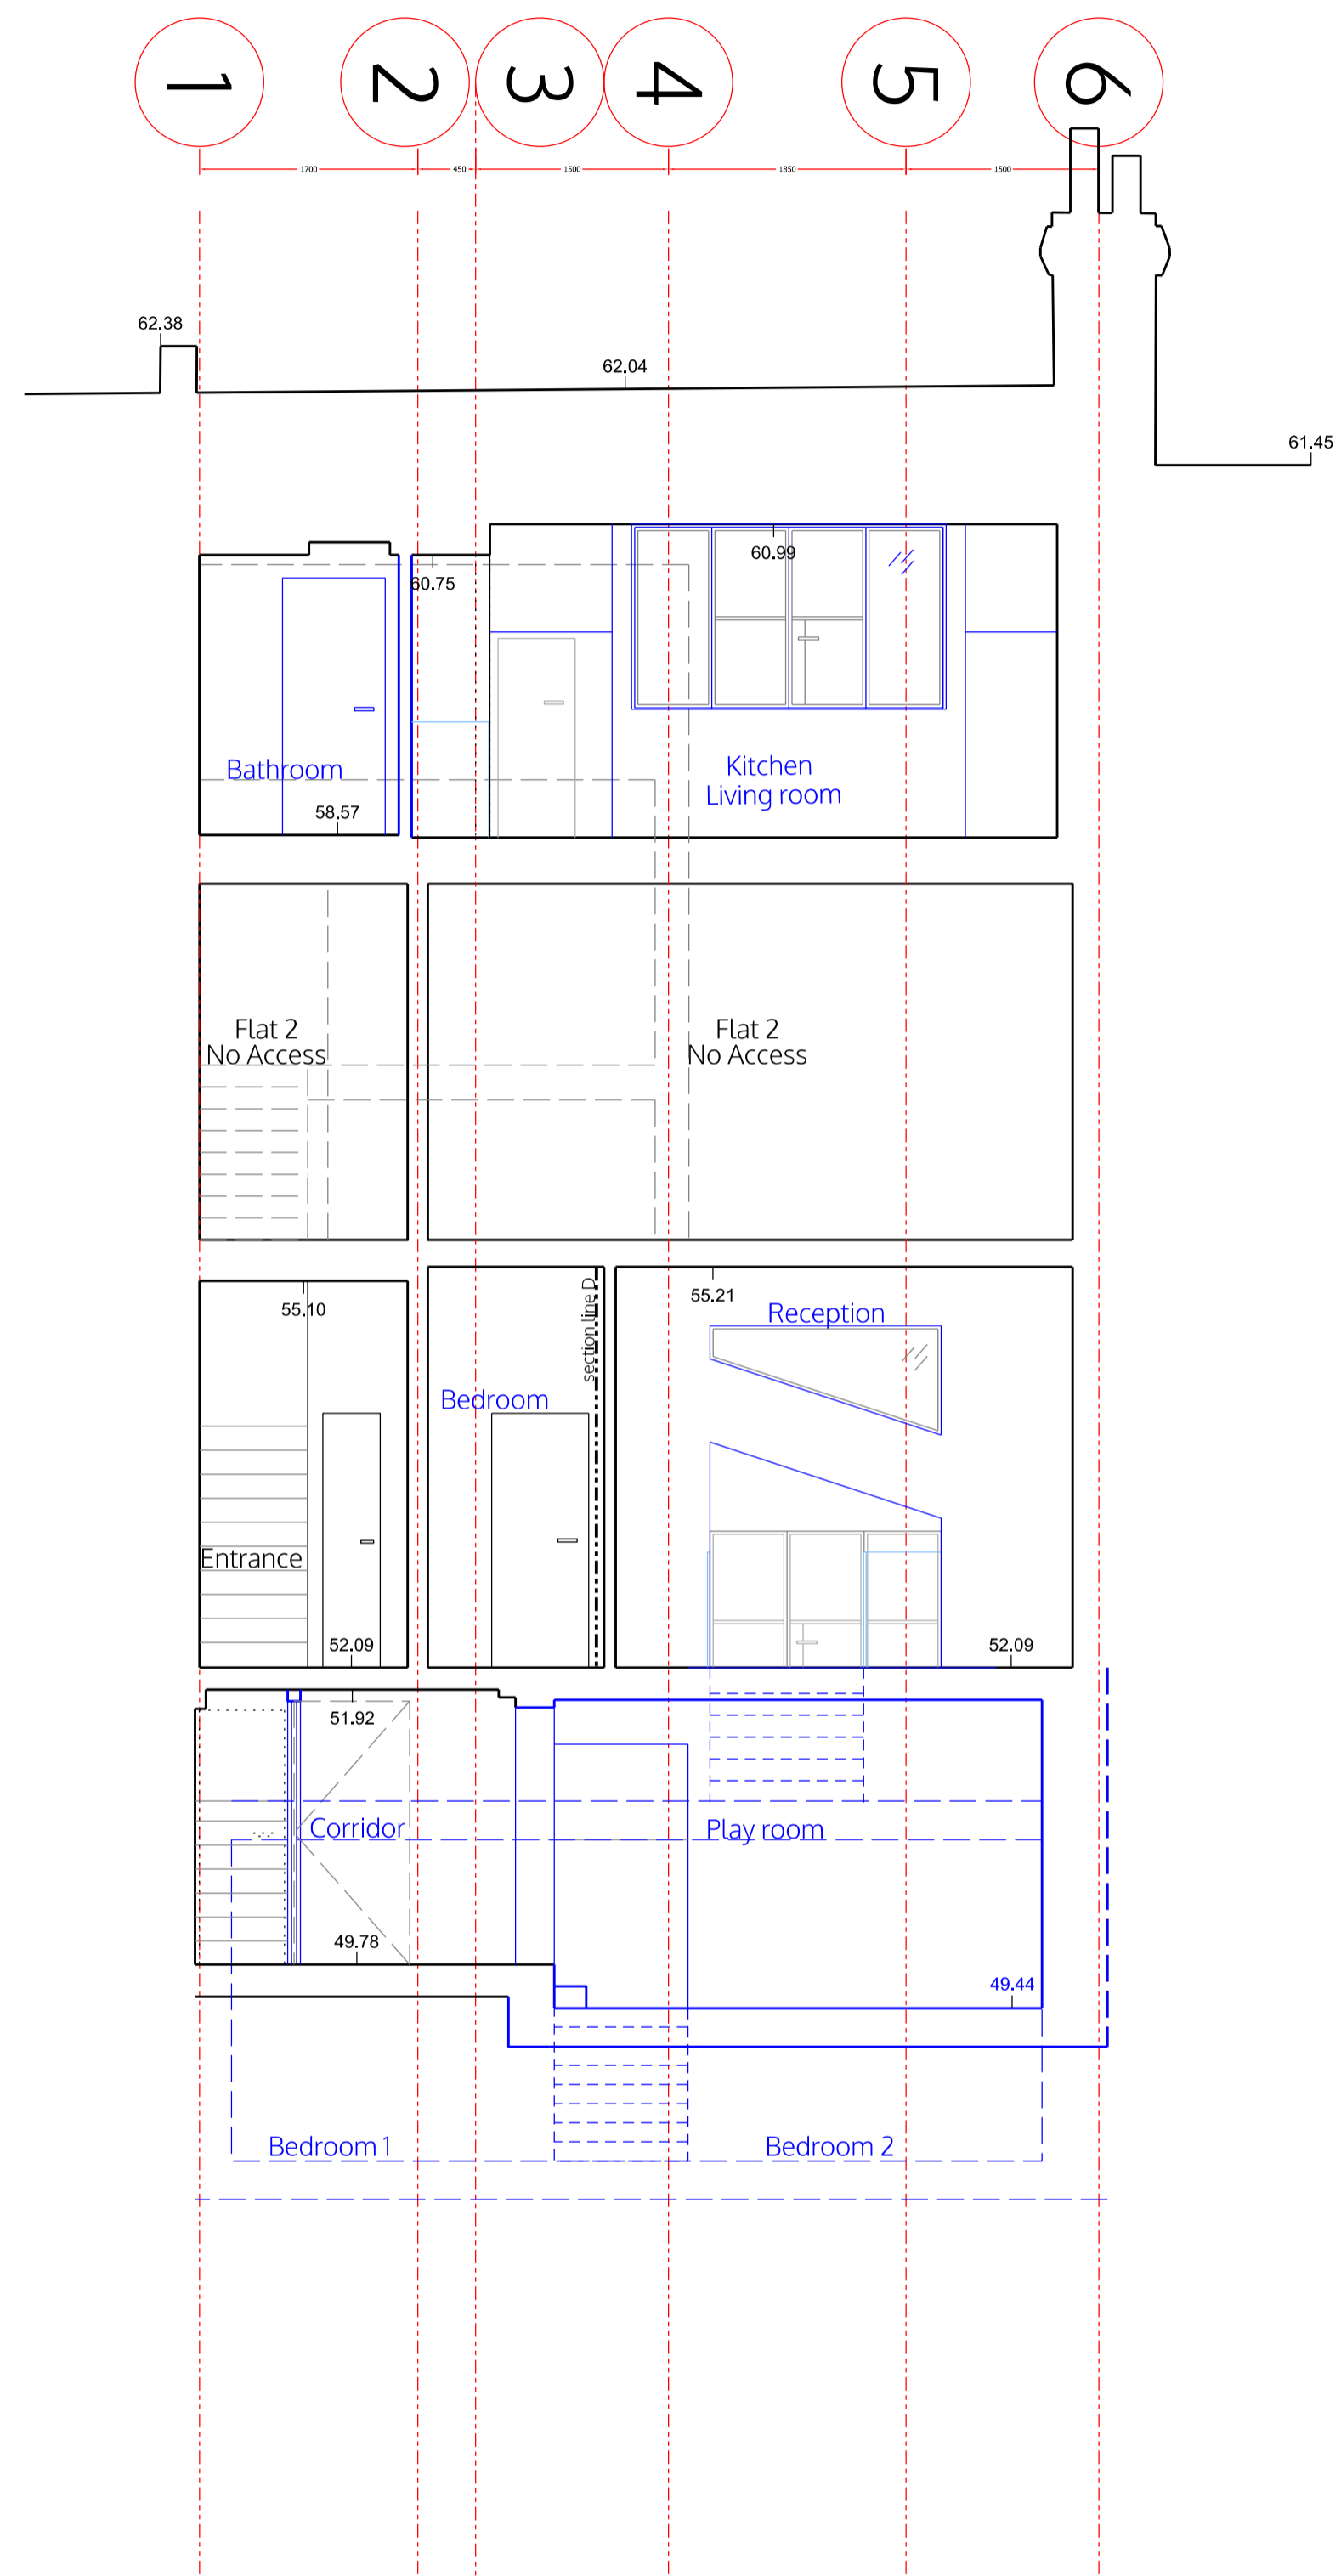 1 2 3 4 5 6
1700 450 1500 1850 1500
62.38
62.04
61.45
60.99
60.75
Bathroom
Kitchen
Living room
58.57
Flat 2
No Access
Flat 2
No Access
section line D
55.10
55.21
Reception
Bedroom
Entrance
52.09
52.09
51.92
Corridor
Play room
49.78
49.44
Bedroom 1
Bedroom 2